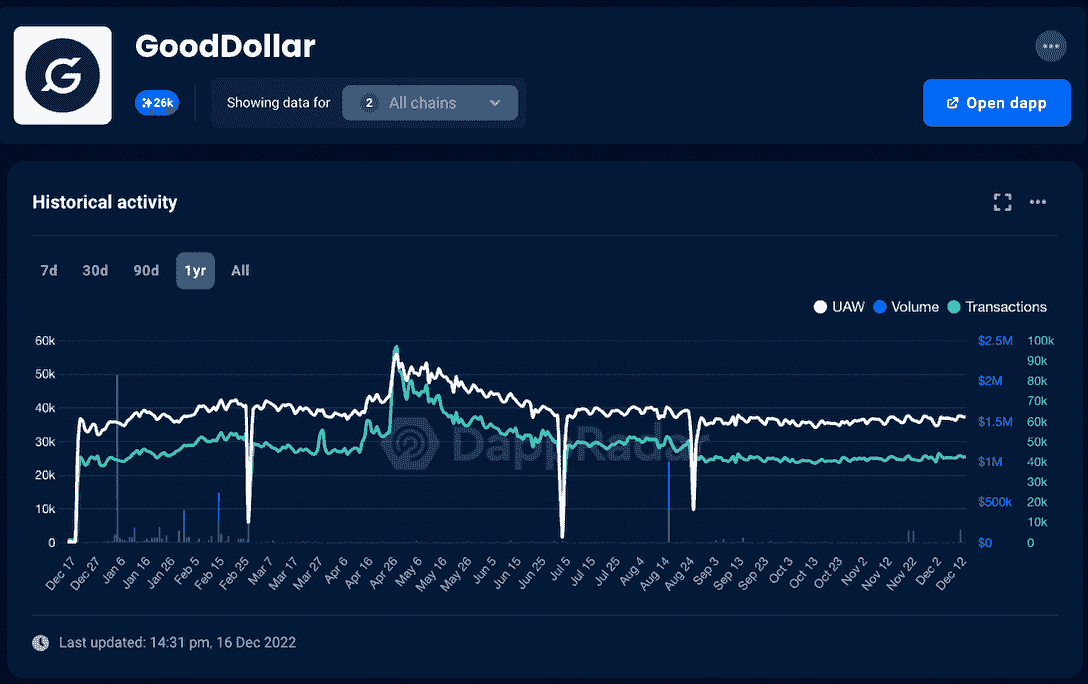 GoodDollar
26k
Showing data for
2 All chains
Open dapp
Historical activity
7d 30d 90d 1yr All
UAW Volume Transactions
60k
50k
40k
30k
20k
10k
0
$2.5M
$2M
$1.5M
$1M
$500k
$0
100k
90k
80k
70k
60k
50k
40k
30k
20k
10k
0
DappRadar
Dec 17 Dec 27 Jan 6 Jan 16 Jan 26 Feb 5 Feb 15 Feb 25 Mar 7 Mar 17 Mar 27 Apr 6 Apr 16 Apr 26 May 6 May 16 May 26 Jun 5 Jun 15 Jun 25 Jul 5 Jul 15 Jul 25 Aug 4 Aug 14 Aug 24 Sep 3 Sep 13 Sep 23 Oct 3 Oct 13 Oct 23 Nov 2 Nov 12 Nov 22 Dec 2 Dec 12
Last updated: 14:31 pm, 16 Dec 2022